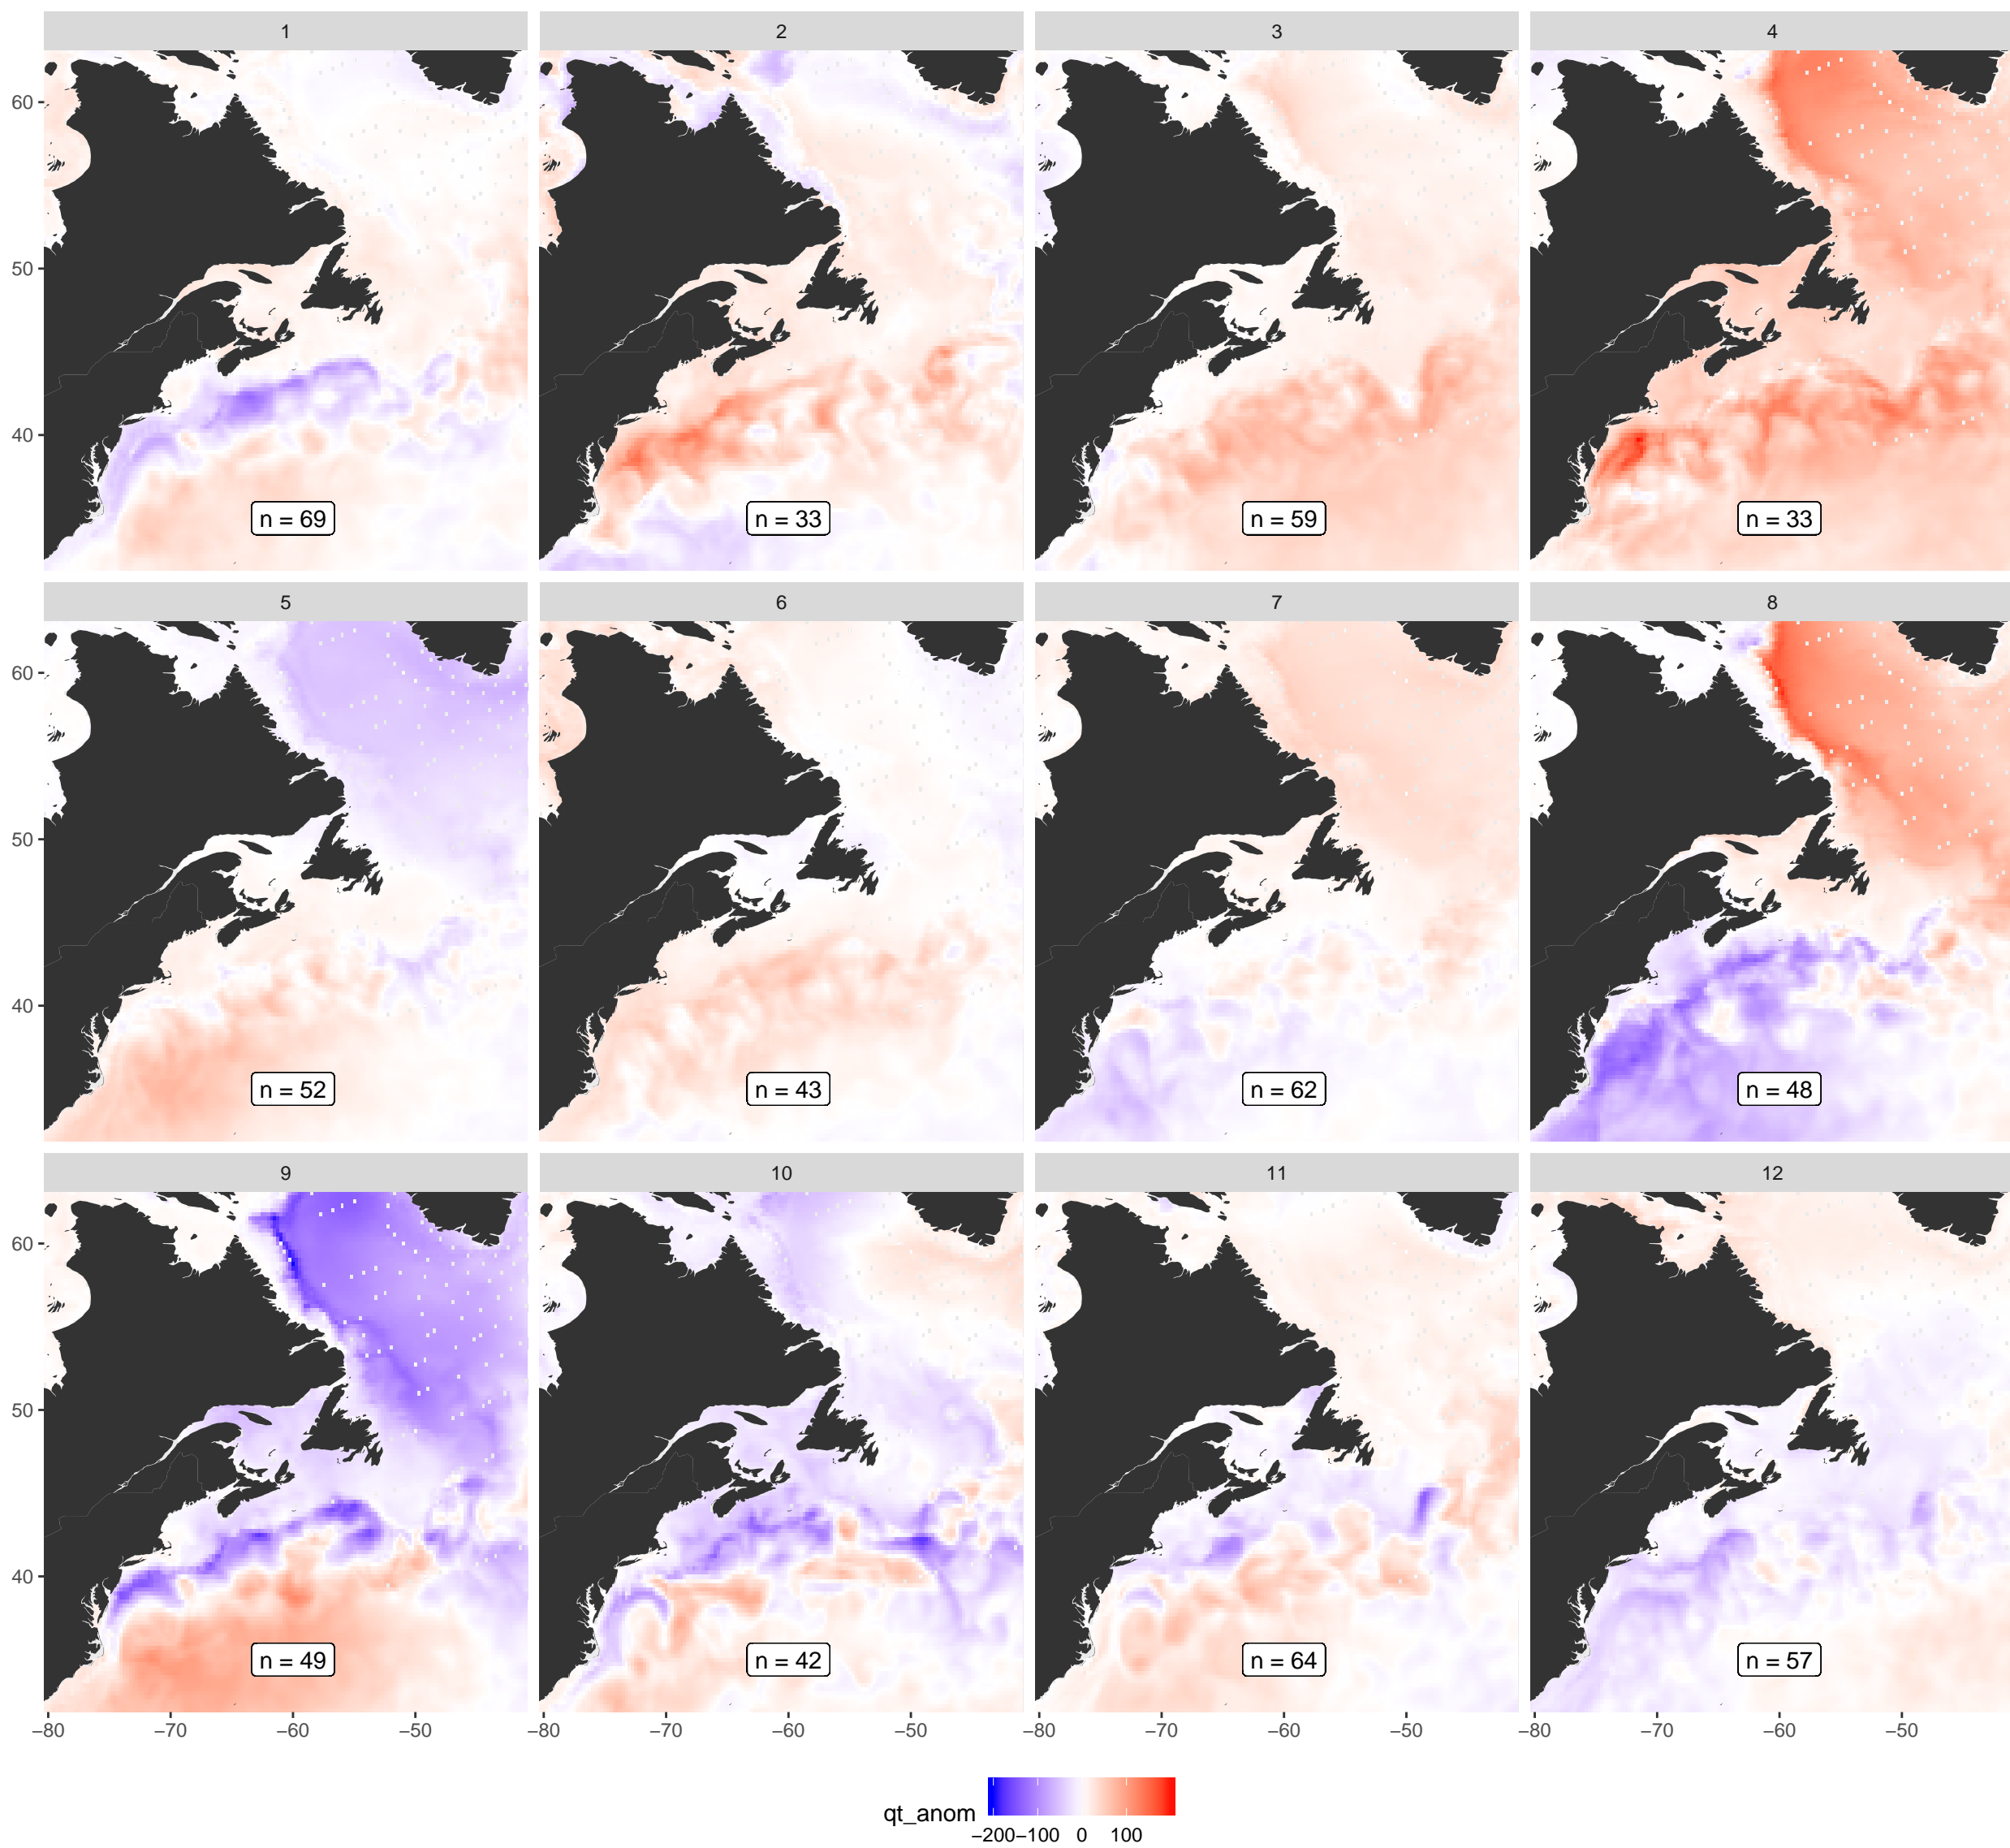 1 2 3 4
60
50
40
n = 69 n = 33 n = 59 n = 33
5 6 7 8
60
50
40
n = 52 n = 43 n = 62 n = 48
9 10 11 12
60
50
40
n = 49 n = 42 n = 64 n = 57
−80 −70 −60 −50 −80 −70 −60 −50 −80 −70 −60 −50 −80 −70 −60 −50
qt_anom
−200 −100 0 100